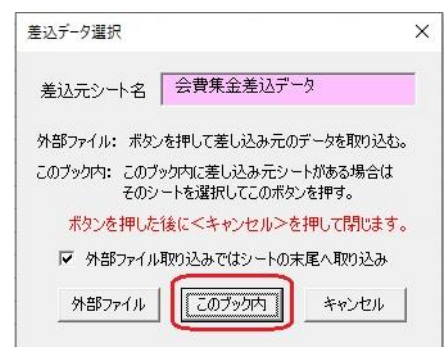 差込データ選択
差込元シート名 会費集金差込データ
外部ファイル: ボタンを押して差し込み元のデータを取り込む。
このブック内: このブック内に差し込み元シートがある場合は
そのシートを選択してこのボタンを押す。
ボタンを押した後に<キャンセル>を押して閉じます。
外部ファイル取り込みではシートの末尾へ取り込み
外部ファイル このブック内 キャンセル